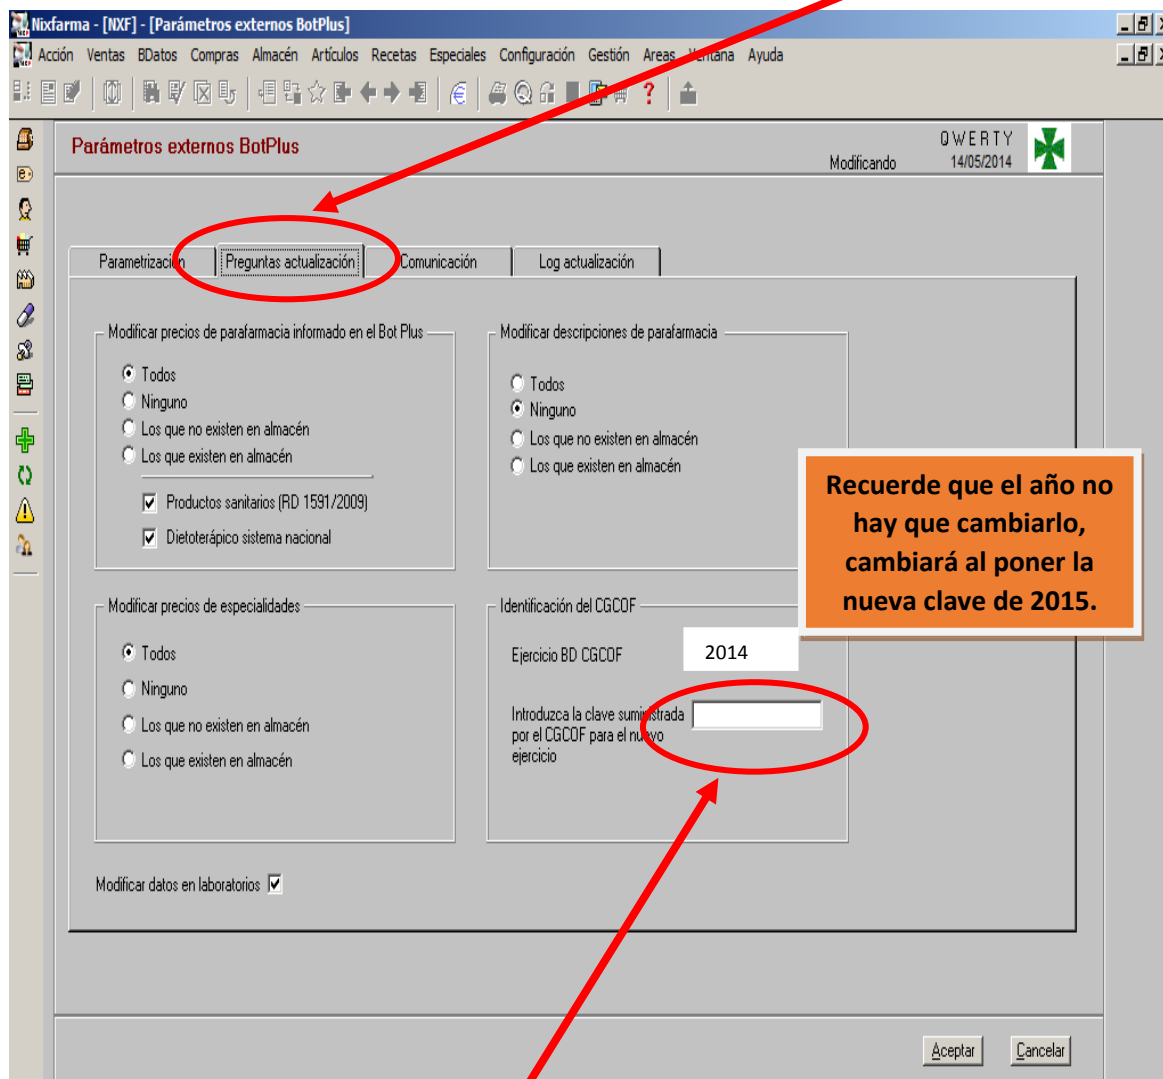 Nixfarma - [NXF] - [Parámetros externos BotPlus]
Acción Ventas BDatos Compras Almacén Artículos Recetas Especiales Configuración Gestión Areas Ventana Ayuda
Parámetros externos BotPlus
Modificando
QWERTY
14/05/2014
Parametrización
Preguntas actualización
Comunicación
Log actualización
Modificar precios de parafarmacia informado en el Bot Plus
Todos
Ninguno
Los que no existen en almacén
Los que existen en almacén
Productos sanitarios (RD 1591/2009)
Dietoterápico sistema nacional
Modificar descripciones de parafarmacia
Todos
Ninguno
Los que no existen en almacén
Los que existen en almacén
Recuerde que el año no
hay que cambiarlo,
cambiará al poner la
nueva clave de 2015.
Modificar precios de especialidades
Todos
Ninguno
Los que no existen en almacén
Los que existen en almacén
Identificación del CGCOF
Ejercicio BD CGCOF
2014
Introduzca la clave suministrada
por el CGCOF para el nuevo
ejercicio
Modificar datos en laboratorios
Aceptar
Cancelar